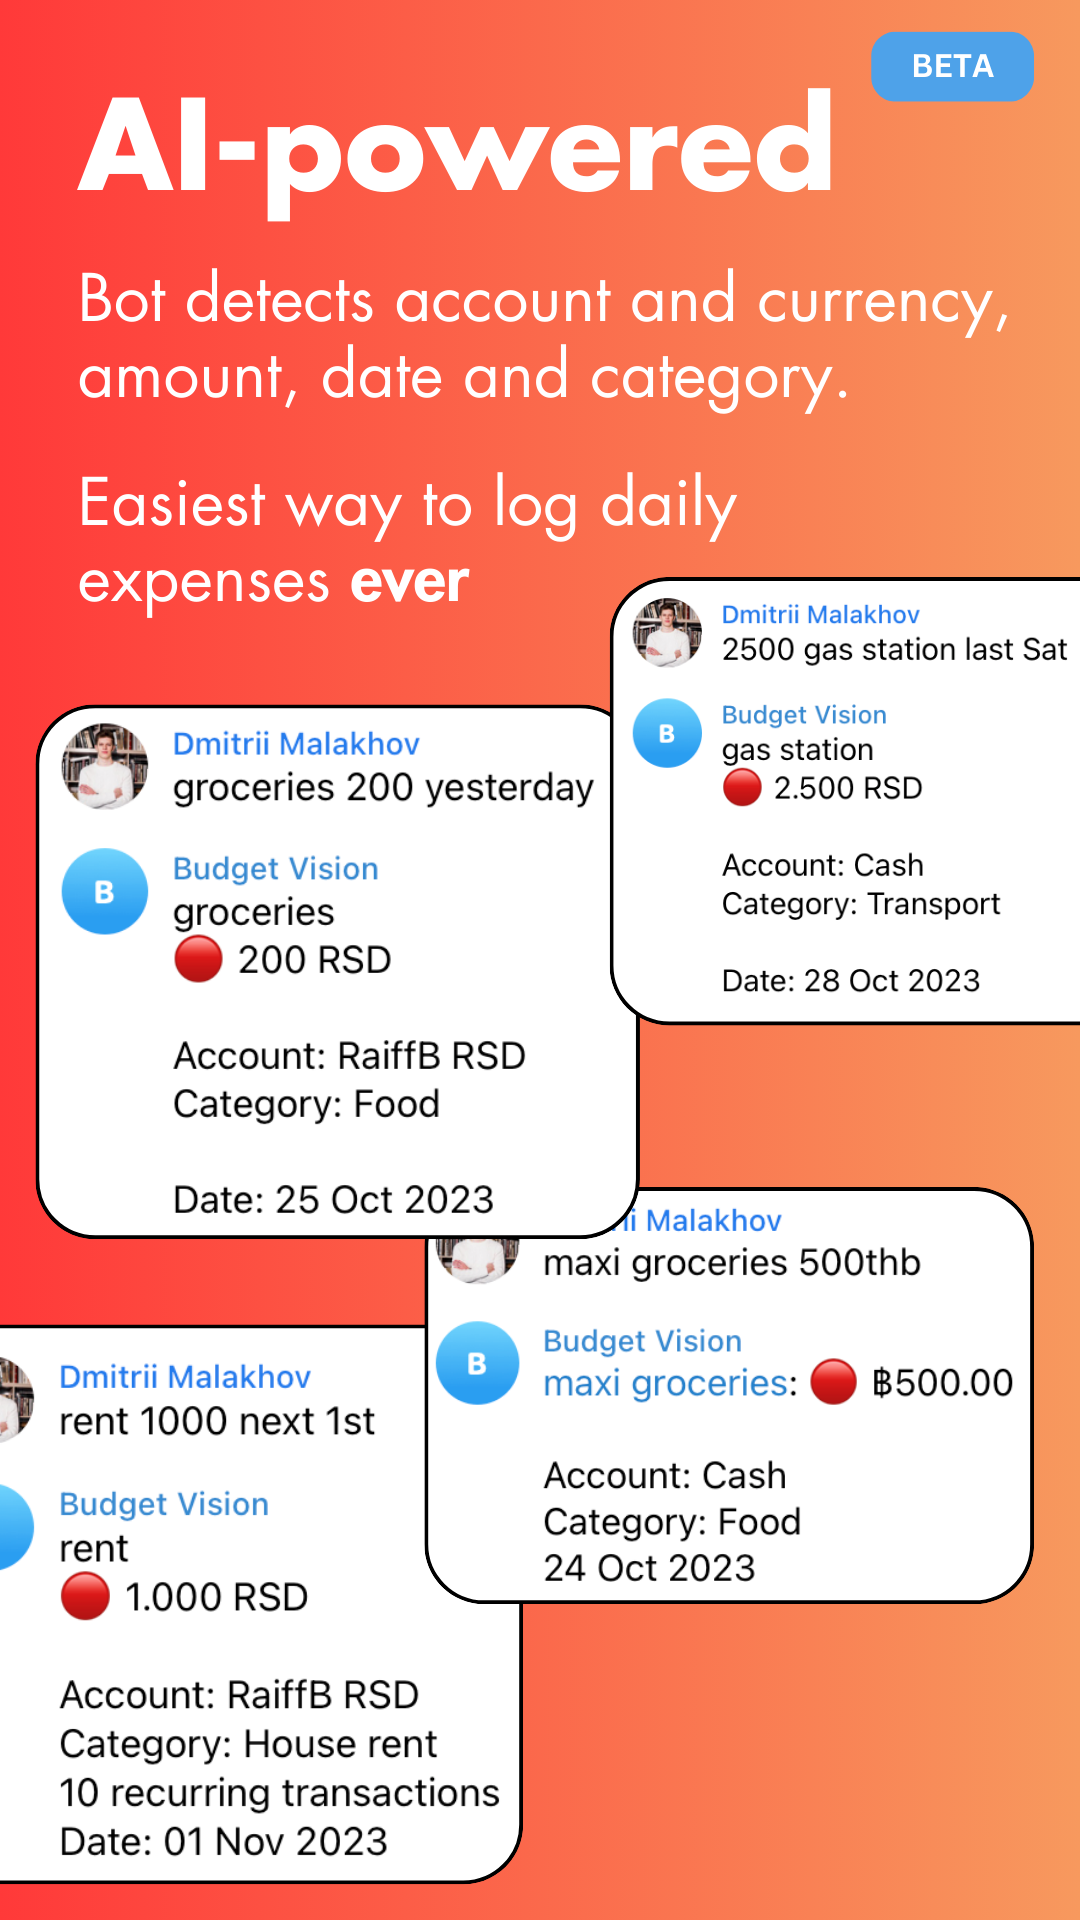 BETA
AI-powered
Bot detects account and currency,
amount, date and category.
Easiest way to log daily
expenses ever
Dmitrii Malakhov
2500 gas station last Sat
B
Budget Vision
gas station
2.500 RSD
Account: Cash
Category: Transport
Date: 28 Oct 2023
Dmitrii Malakhov
groceries 200 yesterday
B
Budget Vision
groceries
200 RSD
Account: RaiffB RSD
Category: Food
Date: 25 Oct 2023
Malakhov
maxi groceries 500thb
B
Budget Vision
maxi groceries: ฿500.00
Account: Cash
Category: Food
24 Oct 2023
Dmitrii Malakhov
rent 1000 next 1st
Budget Vision
rent
1.000 RSD
Account: RaiffB RSD
Category: House rent
10 recurring transactions
Date: 01 Nov 2023